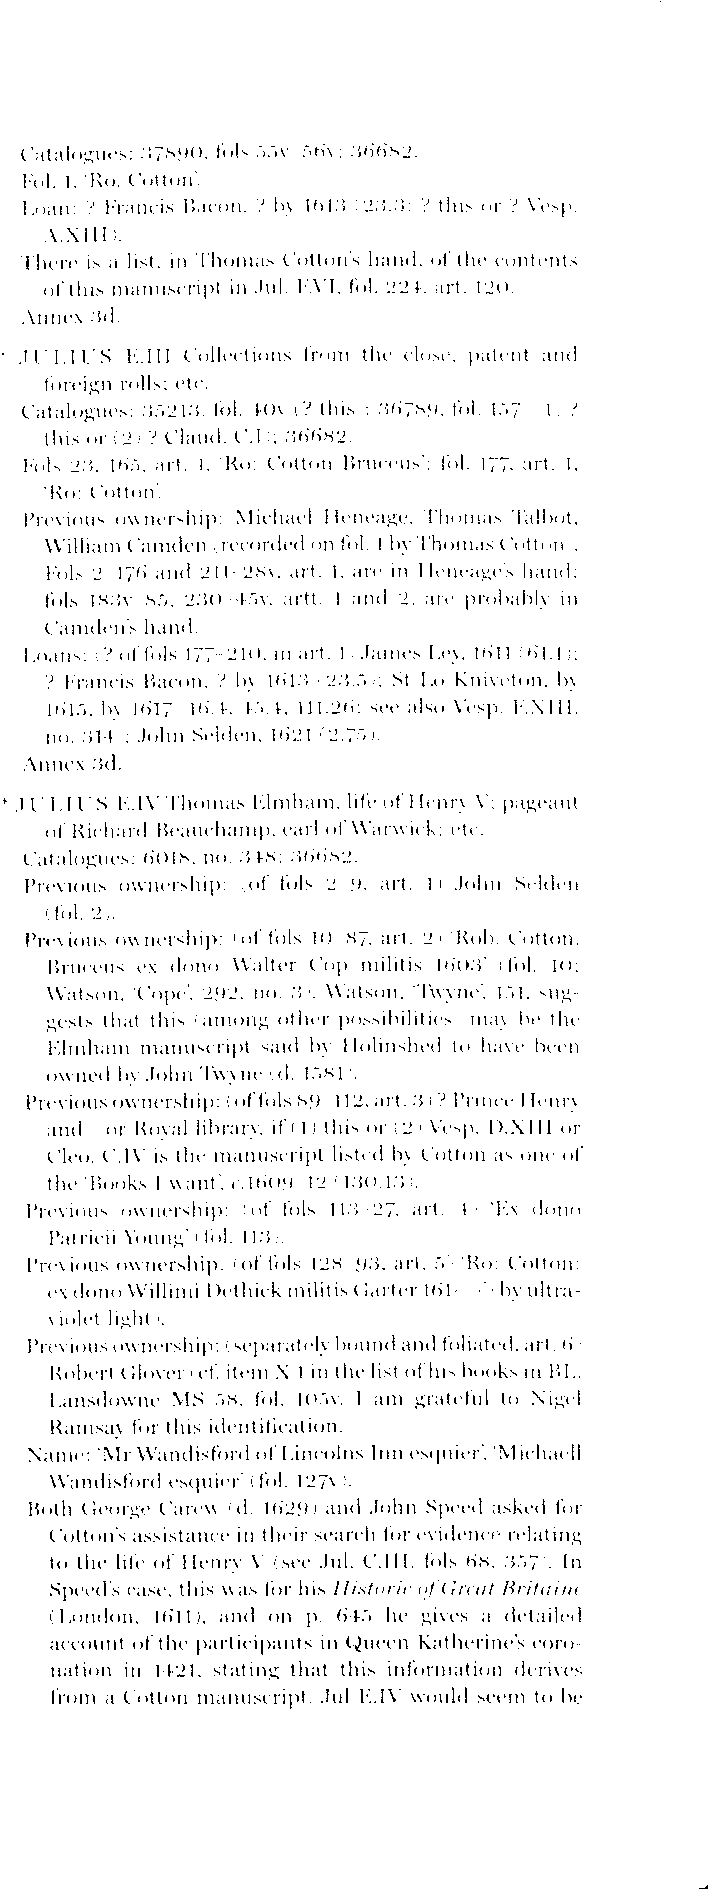 Catalogues: 37890, fols 55v–56v; 36682.
Fol. 1, 'Ro. Cotton'.
Loan: ? Francis Bacon, ? by 1613 (23.3: ? this or ? Vesp.
A.XIII).
There is a list, in Thomas Cotton's hand, of the contents
of this manuscript in Jul. F.VI, fol. 224, art. 120.
Annex 3d.
* JULIUS E.III Collections from the close, patent and
foreign rolls; etc.
Catalogues: 35213, fol. 40v (? this); 36789, fol. 157 (1, ?
this or (2) ? Claud. C.I); 36682.
Fols 23, 165, art. 1, 'Ro: Cotton Bruceus'; fol. 177, art. 1,
'Ro: Cotton'.
Previous ownership: Michael Heneage, Thomas Talbot,
William Camden (recorded on fol. 1 by Thomas Cotton).
Fols 2–176 and 211–28v, art. 1, are in Heneage's hand;
fols 183v–85, 230–45v, artt. 1 and 2, are probably in
Camden's hand.
Loans: (? of fols 177–210, in art. 1) James Ley, 1611 (61.1);
? Francis Bacon, ? by 1613 (23.5); St Lo Kniveton, by
1615, by 1617 (16.4, 45.4, 111.26; see also Vesp. F.XIII,
no. 314); John Selden, 1621 (2.75).
Annex 3d.
* JULIUS E.IV Thomas Elmham, life of Henry V; pageant
of Richard Beauchamp, earl of Warwick; etc.
Catalogues: 6018, no. 348; 36682.
Previous ownership: (of fols 2–9, art. 1) John Selden
(fol. 2).
Previous ownership: (of fols 10–87, art. 2) 'Rob. Cotton.
Bruceus ex dono Walter Cop militis 1603' (fol. 10;
Watson, 'Cope', 292, no. 3). Watson, 'Twyne', 151, sug-
gests that this (among other possibilities) may be the
Elmham manuscript said by Holinshed to have been
owned by John Twyne (d. 1581).
Previous ownership: (of fols 89–112, art. 3) ? Prince Henry
and or Royal library, if (1) this or (2) Vesp. D.XIII or
Cleo. C.IV is the manuscript listed by Cotton as one of
the 'Books I want', c.1609–12 (130.13).
Previous ownership: (of fols 113–27, art. 4) 'Ex dono
Patricii Young' (fol. 113).
Previous ownership: (of fols 128–93, art. 5) 'Ro: Cotton:
ex dono Willimi Dethick militis Garter 161 ' (by ultra-
violet light).
Previous ownership: (separately bound and foliated, art. 6)
Robert Glover (cf. item X 1 in the list of his books in BL,
Lansdowne MS 58, fol. 105v. I am grateful to Nigel
Ramsay for this identification.
Name: 'Mr Wandisford of Lincolns Inn esquier', 'Michaell
Wandisford esquier' (fol. 127v).
Both George Carew (d. 1629) and John Speed asked for
Cotton's assistance in their search for evidence relating
to the life of Henry V (see Jul. C.III, fols 68, 357). In
Speed's case, this was for his Historie of Great Britaine
(London, 1611), and on p. 645 he gives a detailed
account of the participants in Queen Katherine's coro-
nation in 1421, stating that this information derives
from a Cotton manuscript. Jul E.IV would seem to be